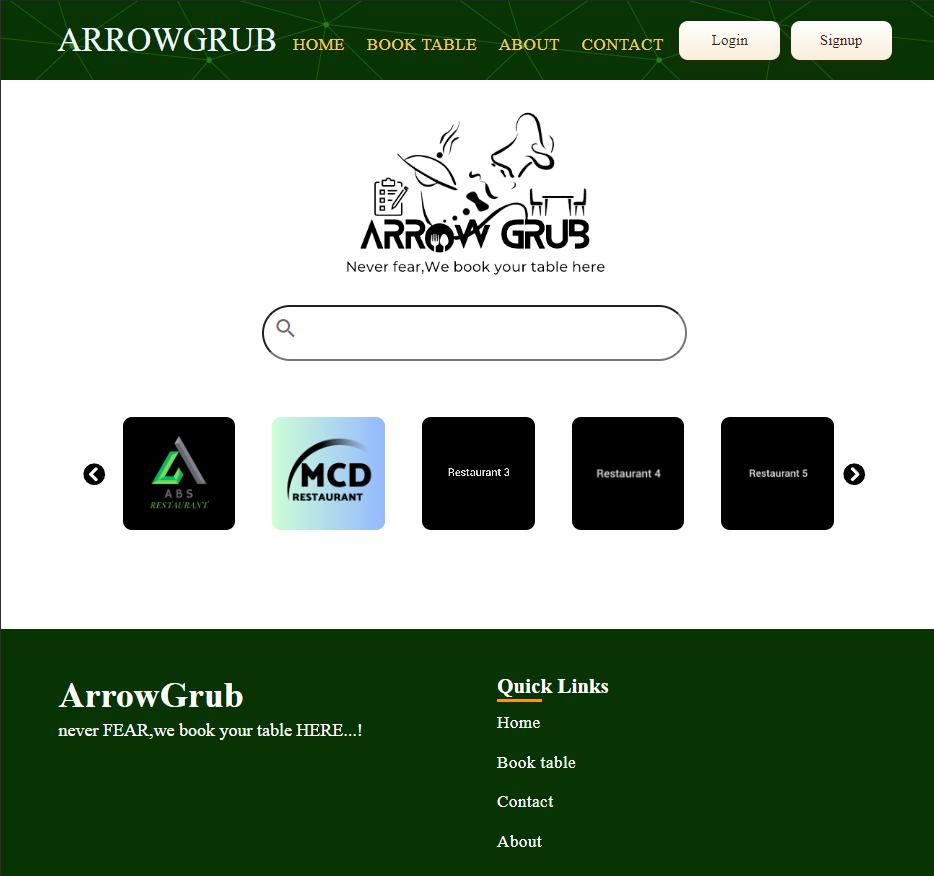 ARROWGRUB HOME BOOK TABLE ABOUT CONTACT Login Signup
ARROW GRUB
Never fear,We book your table here
ABS
RESTAURANT
MCD
RESTAURANT
Restaurant 3
Restaurant 4
Restaurant 5
ArrowGrub
never FEAR,we book your table HERE...!
Quick Links
Home
Book table
Contact
About